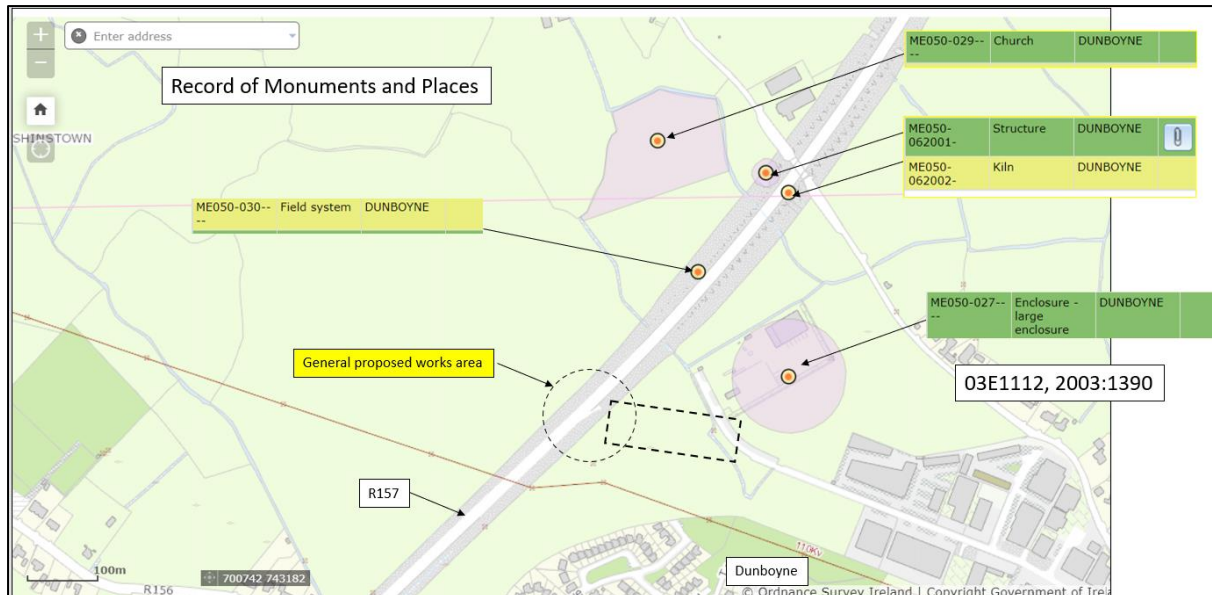 +
Enter address
−
Record of Monuments and Places
SHINSTOWN
ME050-029-- Church DUNBOYNE
--
ME050- Structure DUNBOYNE
062001-
ME050- Kiln DUNBOYNE
062002-
ME050-030-- Field system DUNBOYNE
--
ME050-027-- Enclosure - DUNBOYNE
-- large
enclosure
General proposed works area
03E1112, 2003:1390
R157
110Kv
100m
700742 743182
Dunboyne
R156
© Ordnance Survey Ireland | Copyright Government of Irela